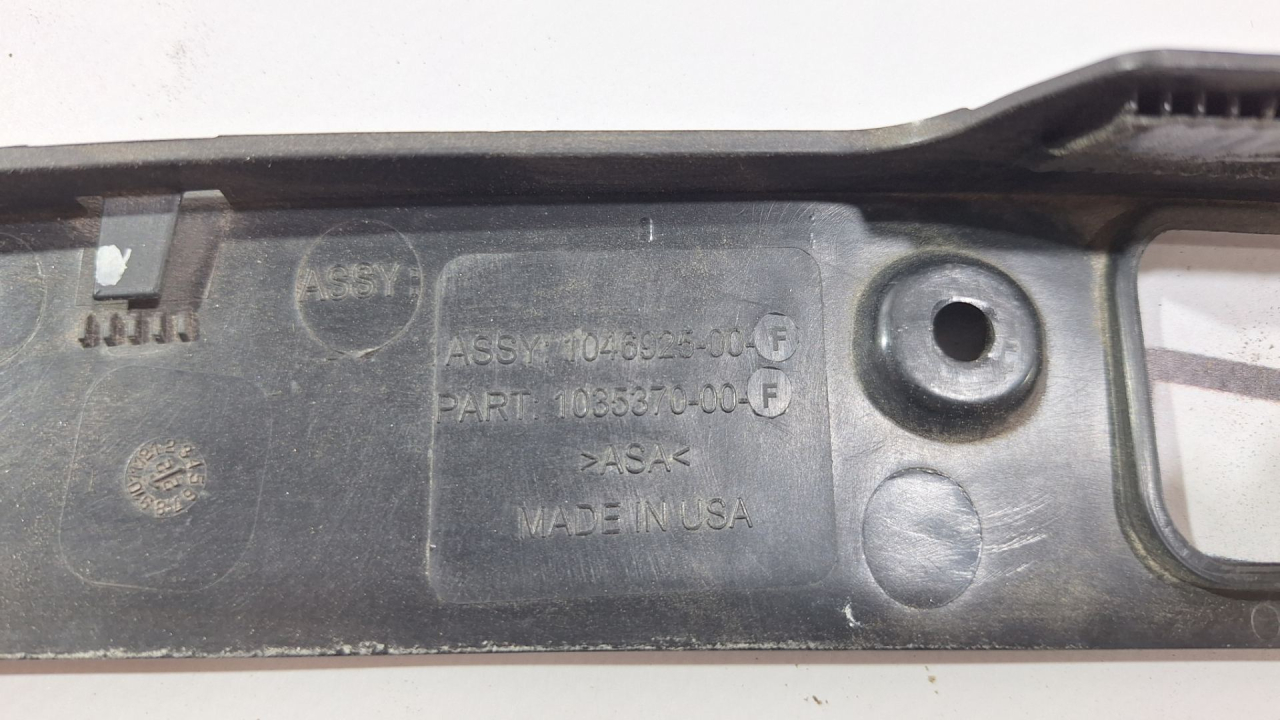 ASSY:
ASSY: 1046925-00-F
PART: 1035370-00-F
>ASA<
MADE IN USA